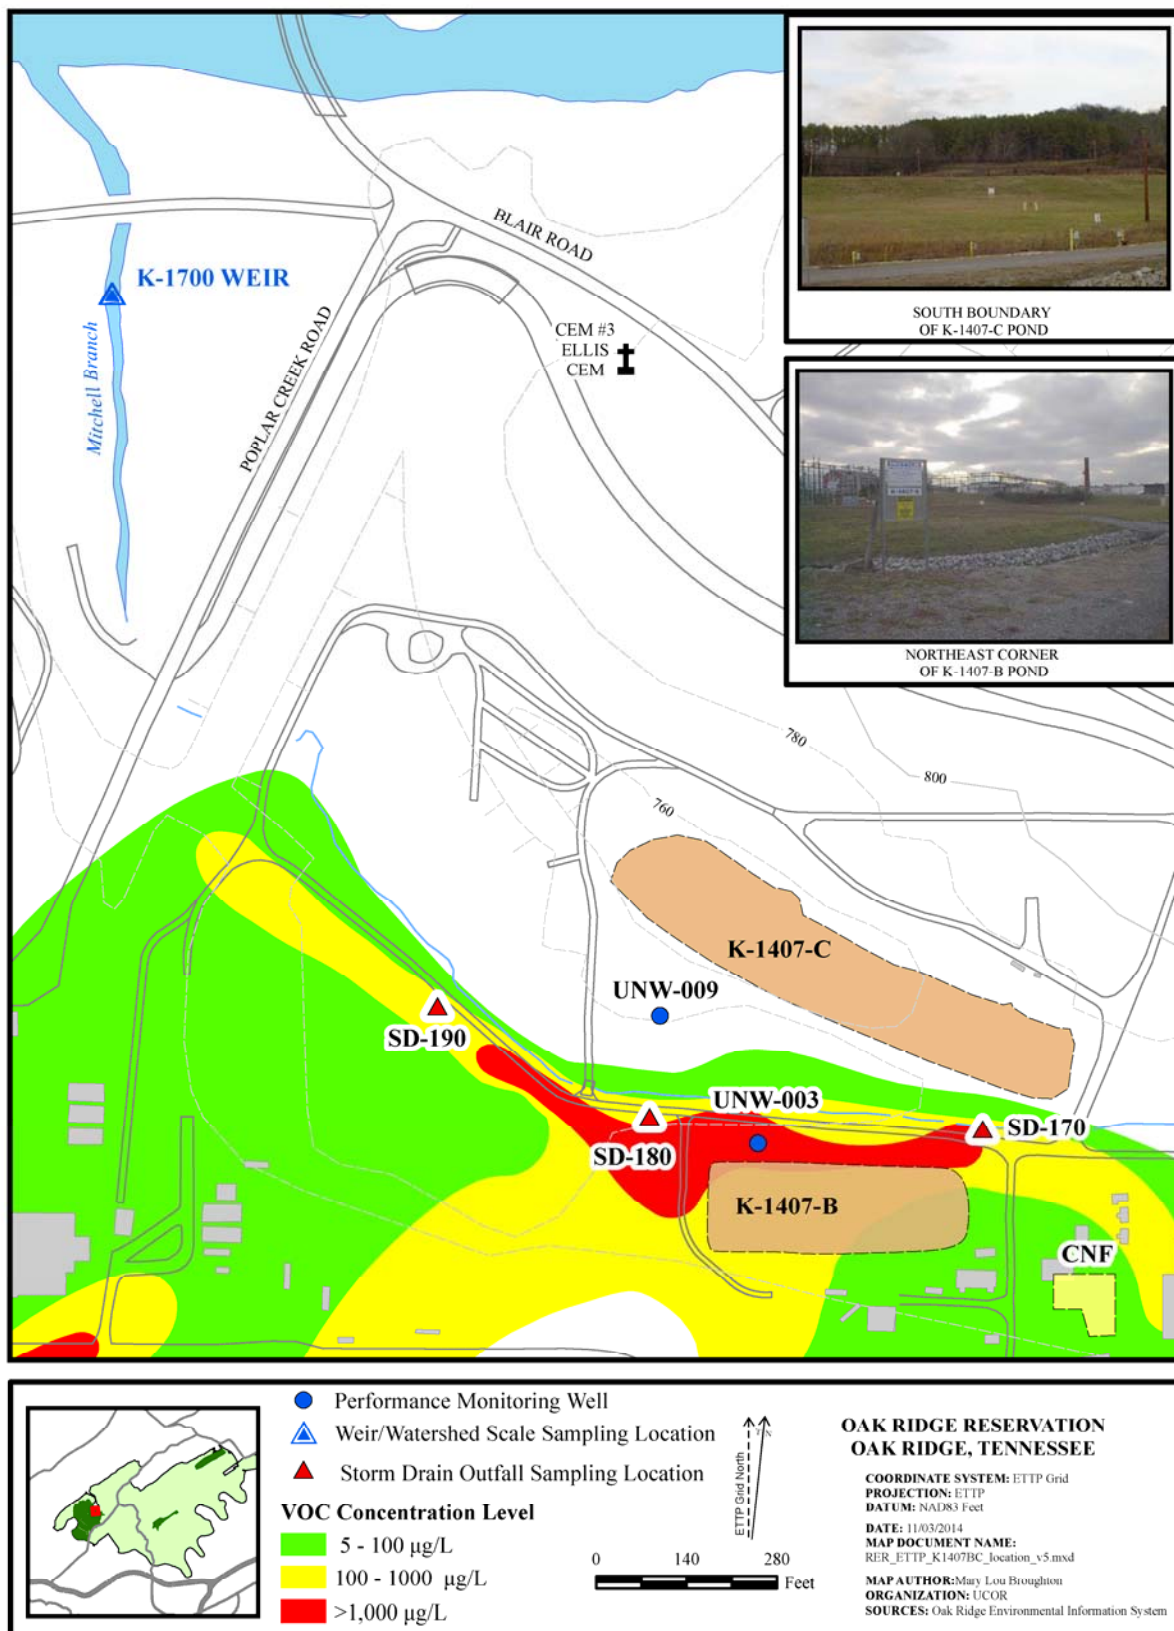 SOUTH BOUNDARY
OF K-1407-C POND
NORTHEAST CORNER
OF K-1407-B POND
K-1700 WEIR
Mitchell Branch
POPLAR CREEK ROAD
BLAIR ROAD
CEM #3
ELLIS
CEM
780
800
760
K-1407-C
UNW-009
SD-190
UNW-003
SD-170
SD-180
K-1407-B
CNF
Performance Monitoring Well
Weir/Watershed Scale Sampling Location
Storm Drain Outfall Sampling Location
VOC Concentration Level
5 - 100 µg/L
100 - 1000 µg/L
>1,000 µg/L
ETTP Grid North
N
0 140 280
Feet
OAK RIDGE RESERVATION
OAK RIDGE, TENNESSEE
COORDINATE SYSTEM: ETTP Grid
PROJECTION: ETTP
DATUM: NAD83 Feet
DATE: 11/03/2014
MAP DOCUMENT NAME:
RER_ETTP_K1407BC_location_v5.mxd
MAP AUTHOR:Mary Lou Broughton
ORGANIZATION: UCOR
SOURCES: Oak Ridge Environmental Information System